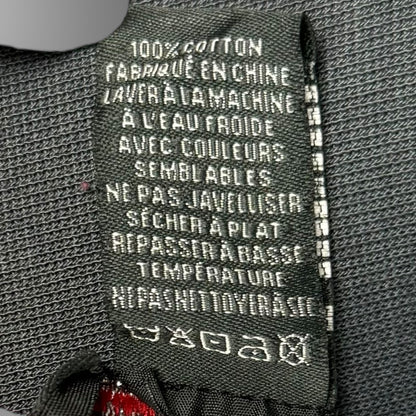 100% COTTON
FABRIQUÉ EN CHINE
LAVER À LA MACHINE
À L'EAU FROIDE
AVEC COULEURS
SEMBLABLES
NE PAS JAVELLISER
SÉCHER À PLAT
REPASSER À BASSE
TEMPÉRATURE
NE PAS NETTOYER À SEC